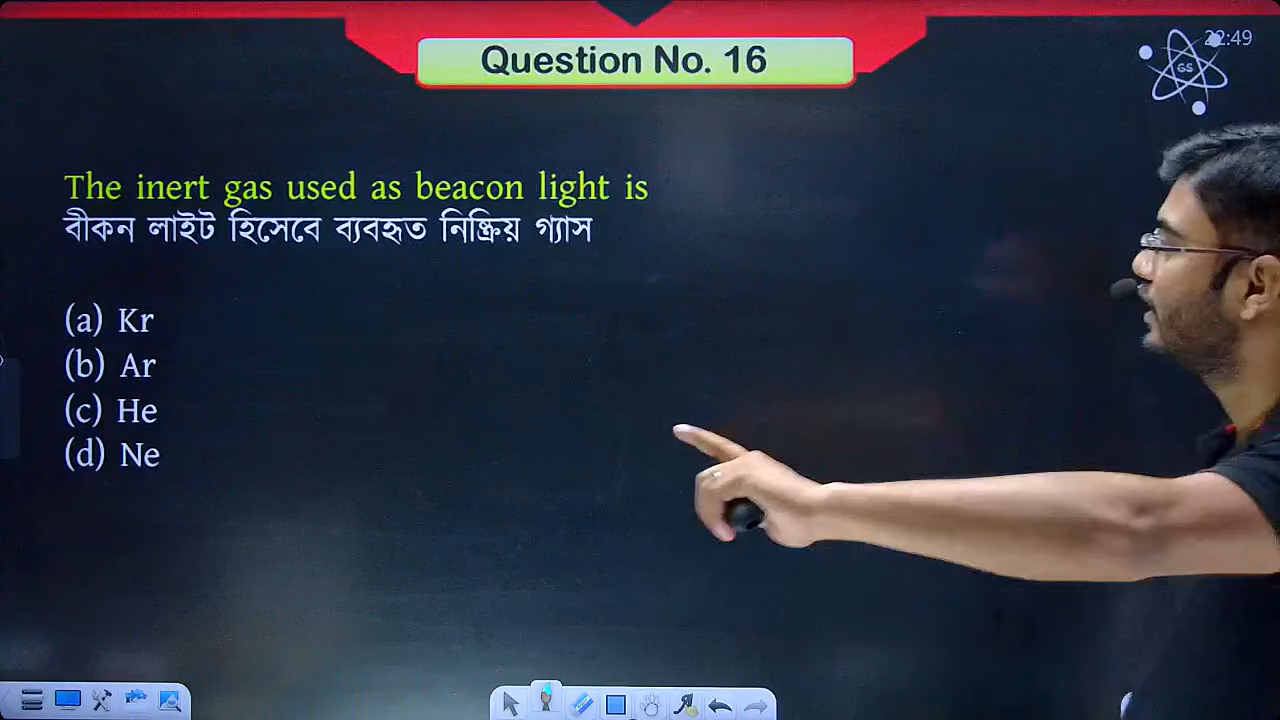 Question No. 16
22:49
GS
The inert gas used as beacon light is
বীকন লাইট হিসেবে ব্যবহৃত নিষ্ক্রিয় গ্যাস
(a) Kr
(b) Ar
(c) He
(d) Ne